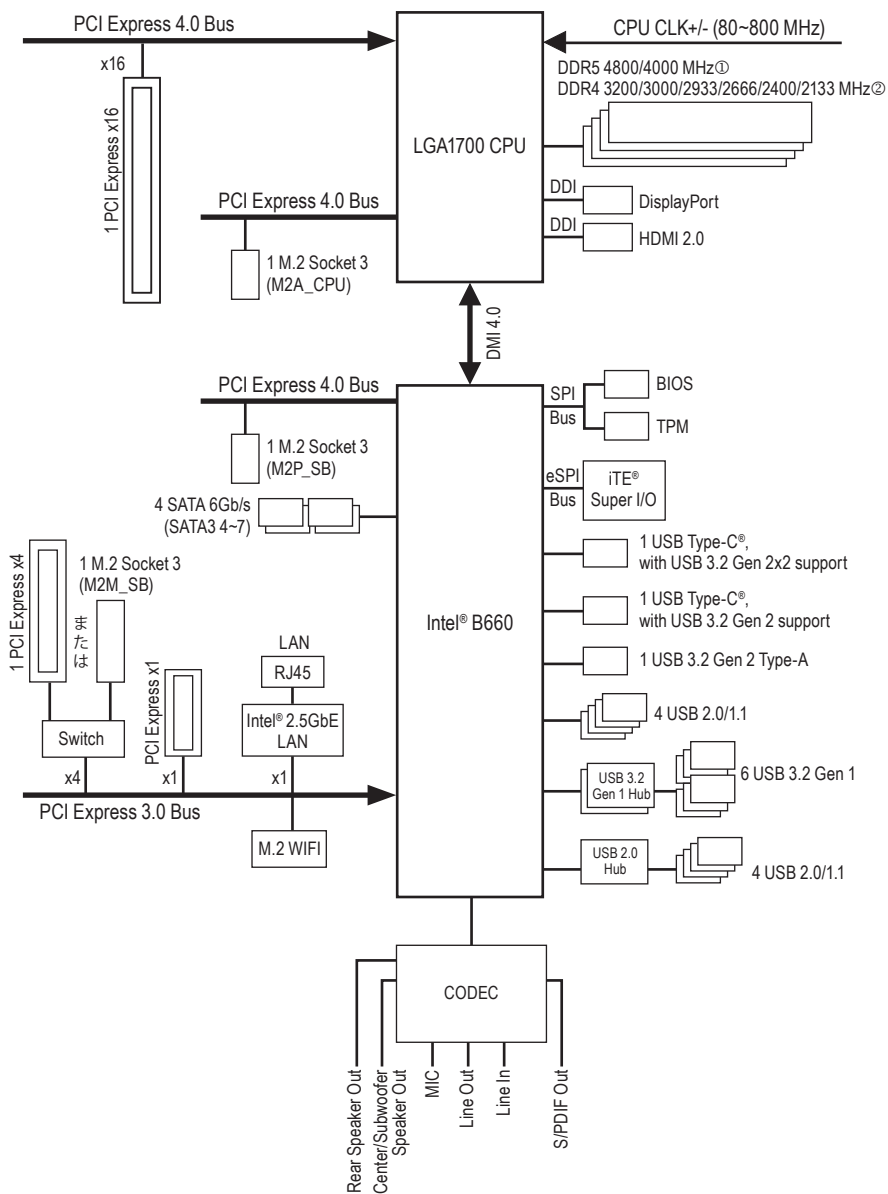 PCI Express 4.0 Bus
x16
1 PCI Express x16
CPU CLK+/- (80~800 MHz)
DDR5 4800/4000 MHz①
DDR4 3200/3000/2933/2666/2400/2133 MHz②
LGA1700 CPU
PCI Express 4.0 Bus
1 M.2 Socket 3
(M2A_CPU)
DDI
DisplayPort
DDI
HDMI 2.0
DMI 4.0
PCI Express 4.0 Bus
1 M.2 Socket 3
(M2P_SB)
4 SATA 6Gb/s
(SATA3 4~7)
SPI
Bus
BIOS
TPM
eSPI
Bus
iTE®
Super I/O
1 USB Type-C®,
with USB 3.2 Gen 2x2 support
1 USB Type-C®,
with USB 3.2 Gen 2 support
1 USB 3.2 Gen 2 Type-A
Intel® B660
4 USB 2.0/1.1
USB 3.2
Gen 1 Hub
6 USB 3.2 Gen 1
USB 2.0
Hub
4 USB 2.0/1.1
1 PCI Express x4
1 M.2 Socket 3
(M2M_SB)
または
Switch
x4
PCI Express x1
x1
LAN
RJ45
Intel® 2.5GbE
LAN
x1
PCI Express 3.0 Bus
M.2 WIFI
CODEC
Rear Speaker Out
Center/Subwoofer
Speaker Out
MIC
Line Out
Line In
S/PDIF Out